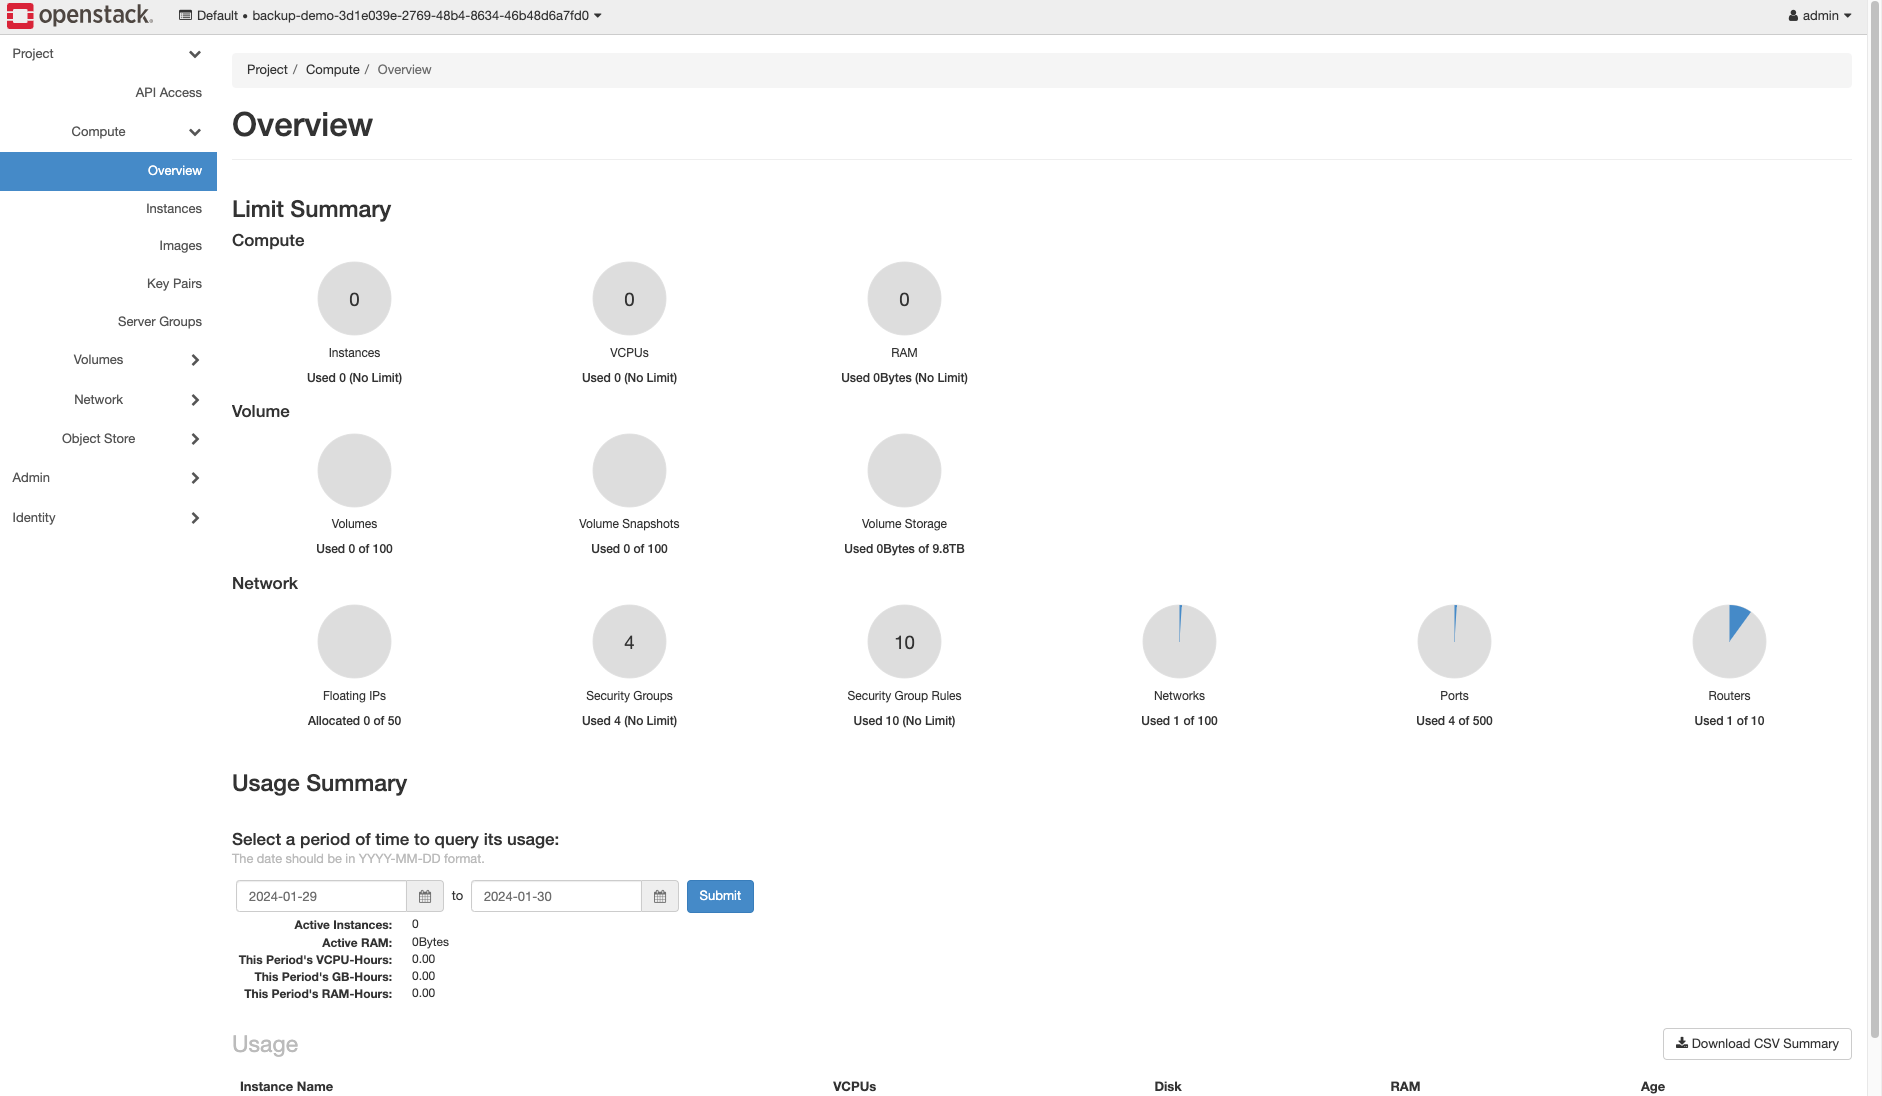 openstack.
Default • backup-demo-3d1e039e-2769-48b4-8634-46b48d6a7fd0
admin
Project
API Access
Compute
Overview
Instances
Images
Key Pairs
Server Groups
Volumes
Network
Object Store
Admin
Identity
Project / Compute / Overview
Overview
Limit Summary
Compute
0 0 0
Instances VCPUs RAM
Used 0 (No Limit) Used 0 (No Limit) Used 0Bytes (No Limit)
Volume
Volumes Volume Snapshots Volume Storage
Used 0 of 100 Used 0 of 100 Used 0Bytes of 9.8TB
Network
4 10
Floating IPs Security Groups Security Group Rules Networks Ports Routers
Allocated 0 of 50 Used 4 (No Limit) Used 10 (No Limit) Used 1 of 100 Used 4 of 500 Used 1 of 10
Usage Summary
Select a period of time to query its usage:
The date should be in YYYY-MM-DD format.
2024-01-29 to 2024-01-30 Submit
Active Instances: 0
Active RAM: 0Bytes
This Period's VCPU-Hours: 0.00
This Period's GB-Hours: 0.00
This Period's RAM-Hours: 0.00
Usage
Download CSV Summary
Instance Name VCPUs Disk RAM Age